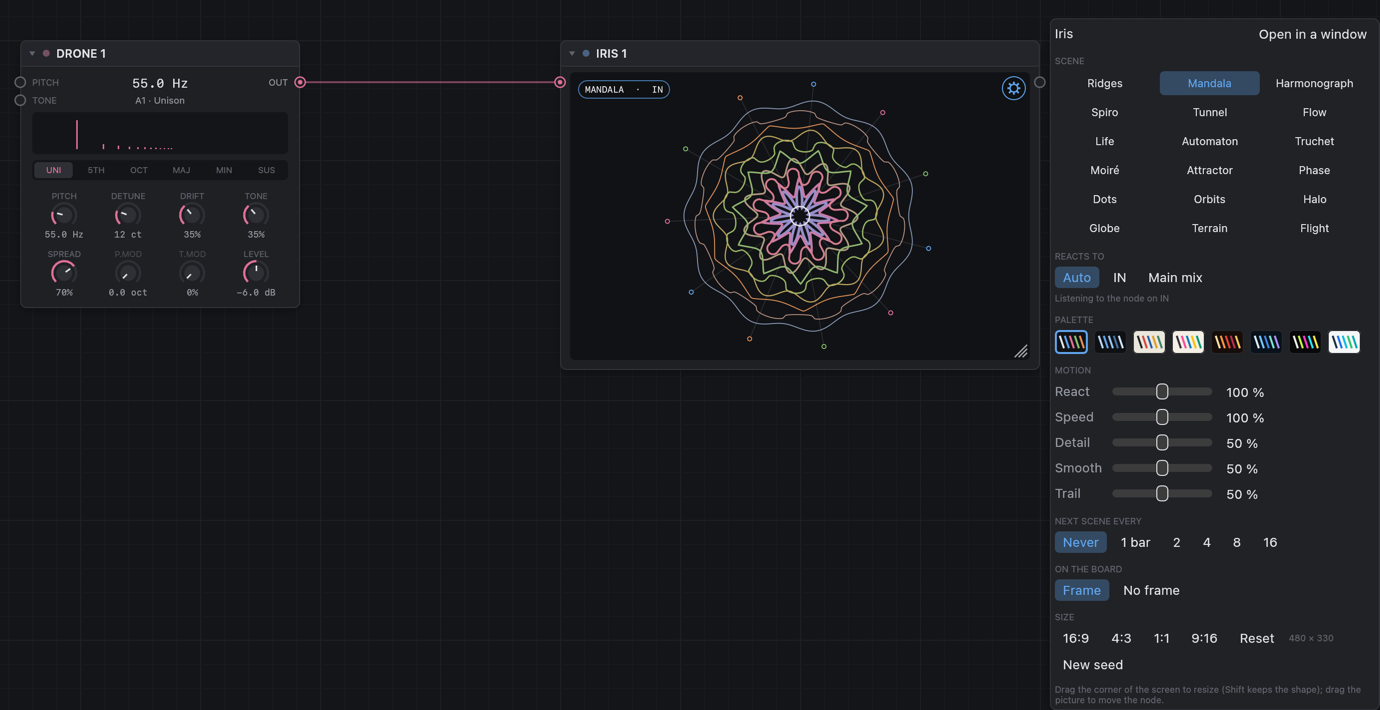 DRONE 1
PITCH
55.0 Hz
OUT
TONE
A1 · Unison
UNI 5TH OCT MAJ MIN SUS
PITCH DETUNE DRIFT TONE
55.0 Hz 12 ct 35% 35%
SPREAD P.MOD T.MOD LEVEL
70% 0.0 oct 0% −6.0 dB
IRIS 1
MANDALA · IN
Iris
Open in a window
SCENE
Ridges Mandala Harmonograph
Spiro Tunnel Flow
Life Automaton Truchet
Moiré Attractor Phase
Dots Orbits Halo
Globe Terrain Flight
REACTS TO
Auto IN Main mix
Listening to the node on IN
PALETTE
MOTION
React 100 %
Speed 100 %
Detail 50 %
Smooth 50 %
Trail 50 %
NEXT SCENE EVERY
Never 1 bar 2 4 8 16
ON THE BOARD
Frame No frame
SIZE
16:9 4:3 1:1 9:16 Reset 480 × 330
New seed
Drag the corner of the screen to resize (Shift keeps the shape); drag the
picture to move the node.